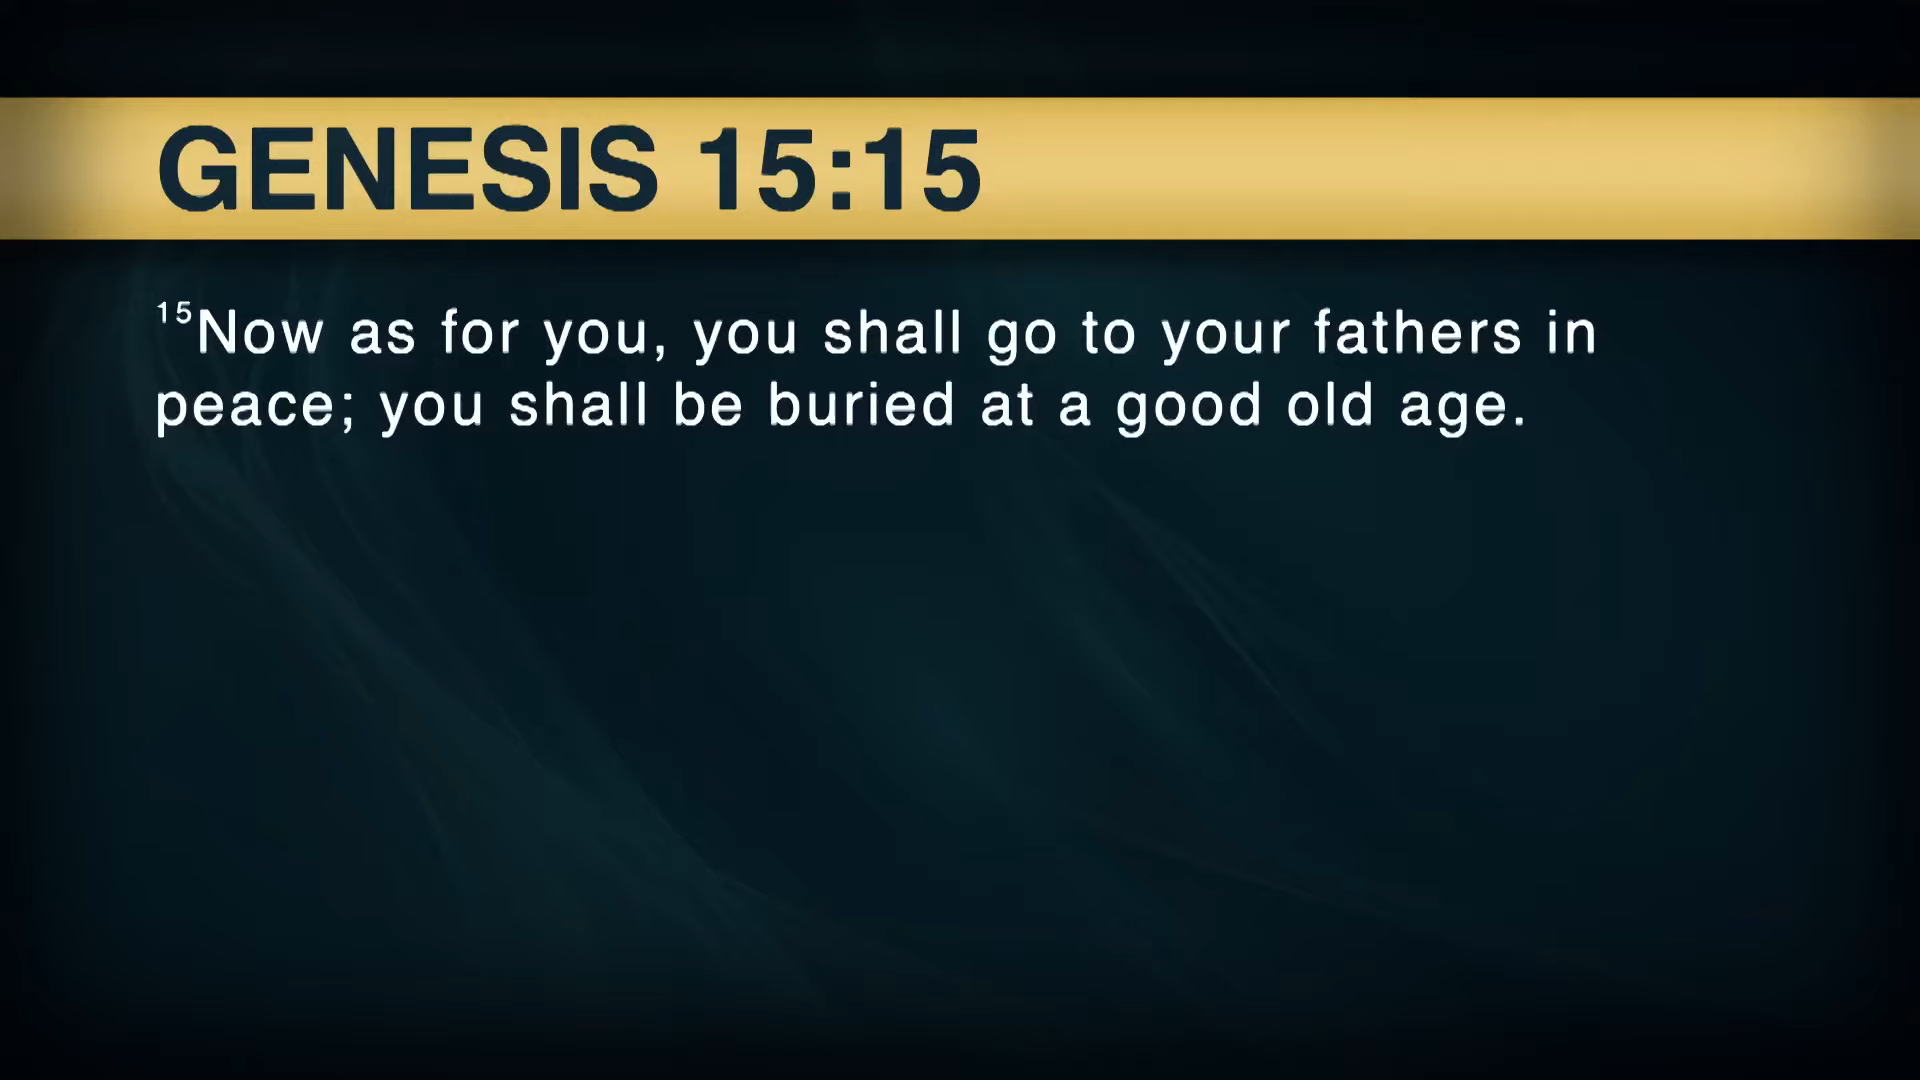 GENESIS 15:15
¹⁵Now as for you, you shall go to your fathers in
peace; you shall be buried at a good old age.